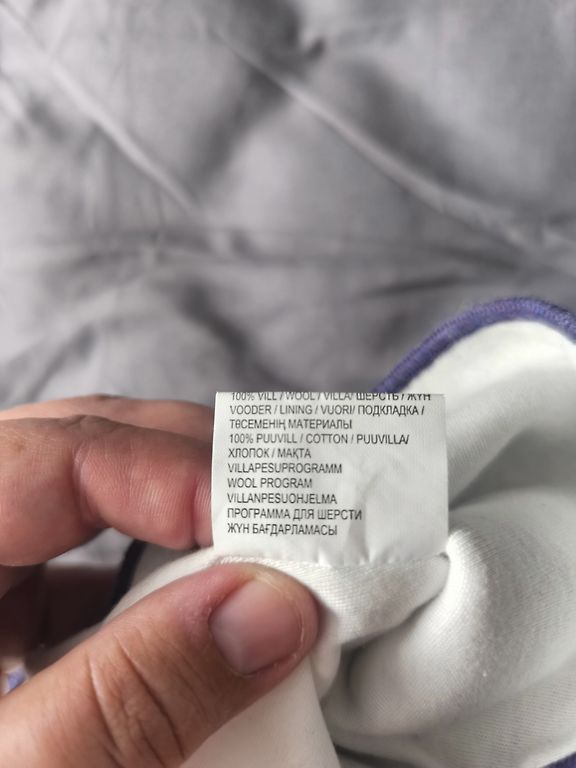 100% VILL / WOOL / VILLA/ ШЕРСТЬ / ЖҮН
VOODER / LINING / VUORI/ ПОДКЛАДКА /
ТӨСЕМЕНІҢ МАТЕРИАЛЫ
100% PUUVILL / COTTON / PUUVILLA/
ХЛОПОК / МАҚТА
VILLAPESUPROGRAMM
WOOL PROGRAM
VILLANPESUOHJELMA
ПРОГРАММА ДЛЯ ШЕРСТИ
ЖҮН БАҒДАРЛАМАСЫ